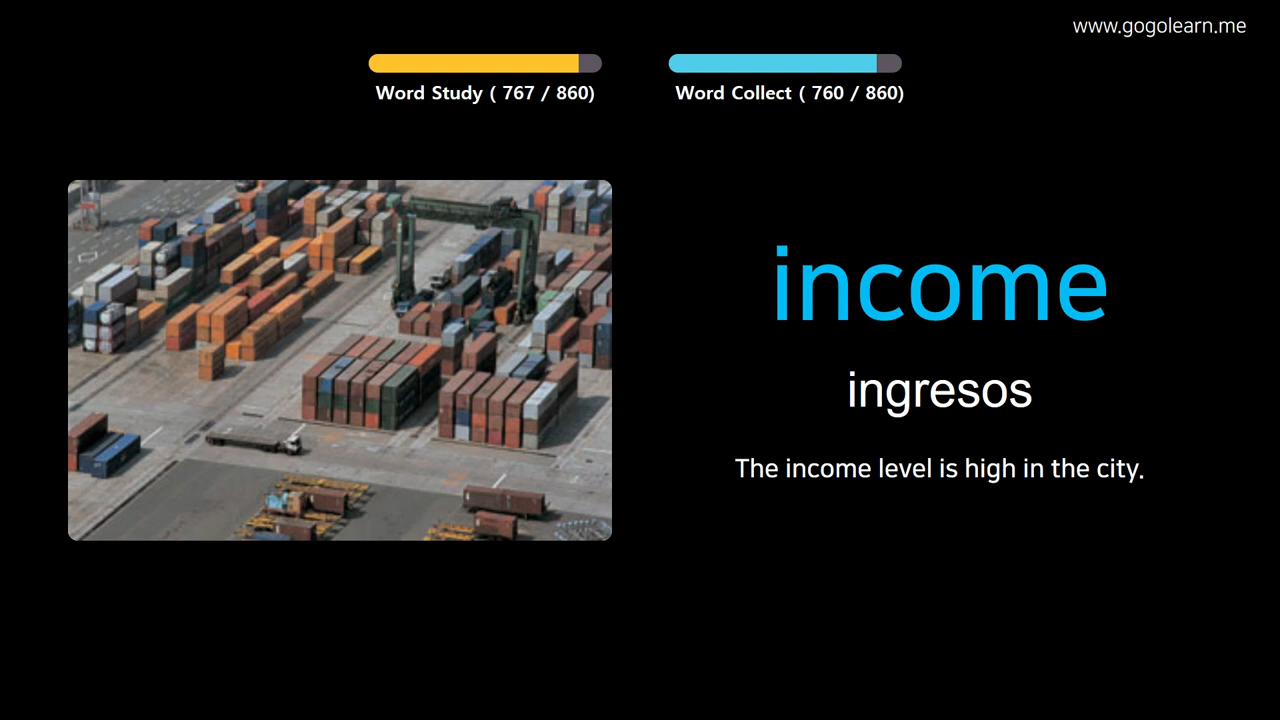 www.gogolearn.me
Word Study ( 767 / 860)
Word Collect ( 760 / 860)
income
ingresos
The income level is high in the city.